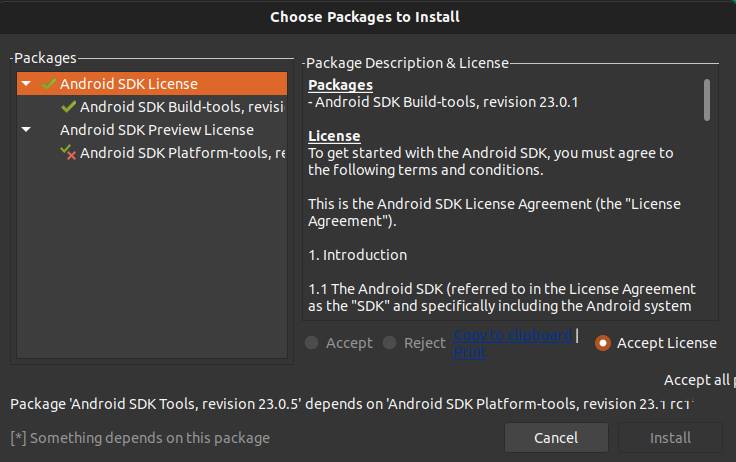 Choose Packages to Install
Packages
Package Description & License
Android SDK License
Packages
Android SDK Build-tools, revisi
- Android SDK Build-tools, revision 23.0.1
Android SDK Preview License
License
Android SDK Platform-tools, re
To get started with the Android SDK, you must agree to
the following terms and conditions.
This is the Android SDK License Agreement (the "License
Agreement").
1. Introduction
1.1 The Android SDK (referred to in the License Agreement
as the "SDK" and specifically including the Android system
Accept Reject Copy to clipboard | Accept License
Print
Accept all p
Package 'Android SDK Tools, revision 23.0.5' depends on 'Android SDK Platform-tools, revision 23.1 rc1'
[*] Something depends on this package
Cancel Install